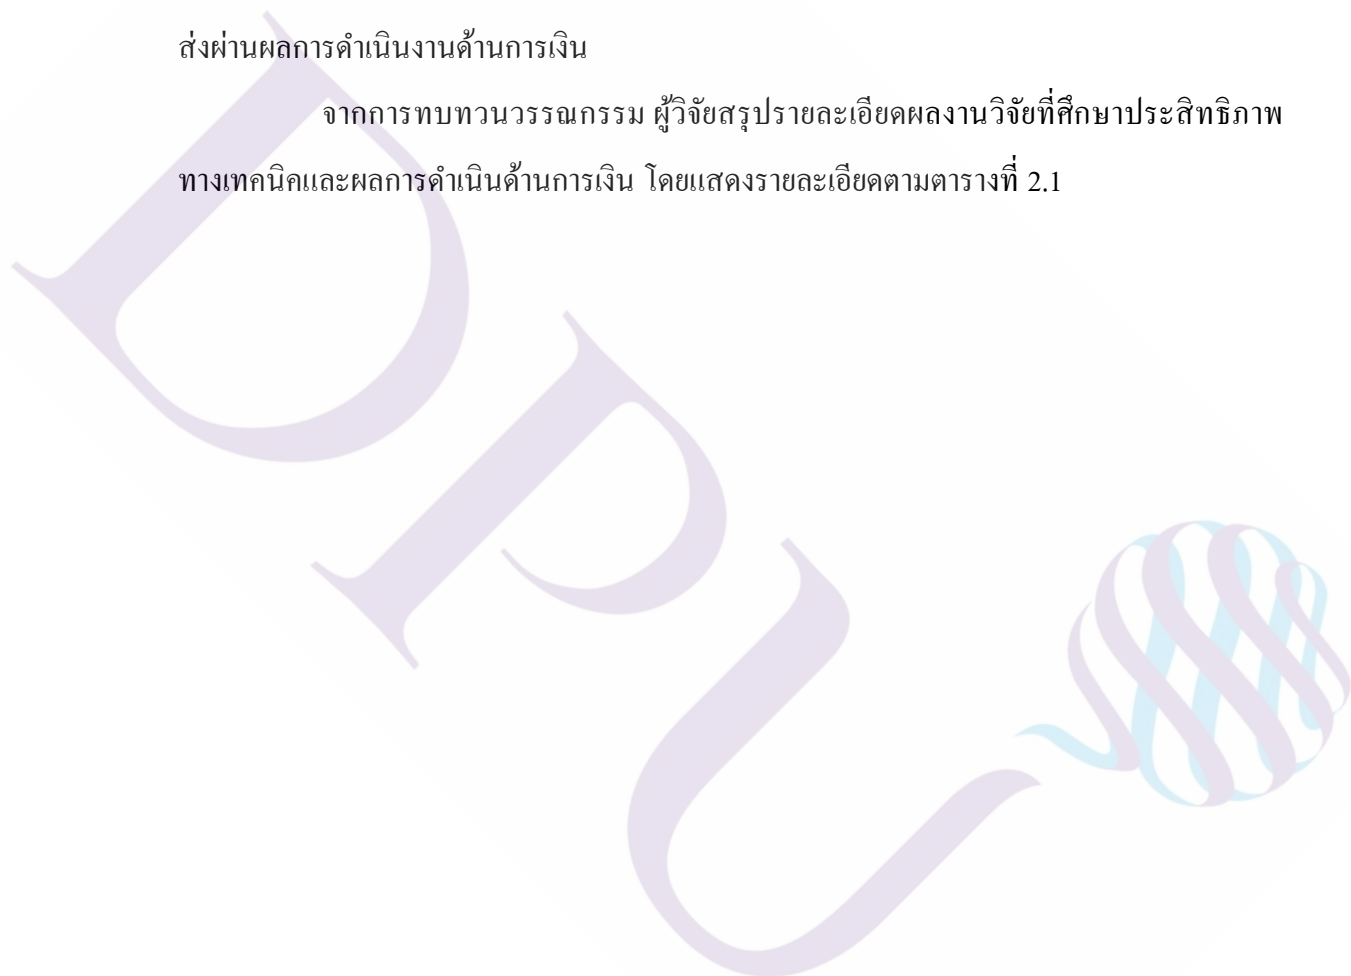 ส่งผ่านผลการดำเนินงานด้านการเงิน
จากการทบทวนวรรณกรรม ผู้วิจัยสรุปรายละเอียดผลงานวิจัยที่ศึกษาประสิทธิภาพ
ทางเทคนิคและผลการดำเนินด้านการเงิน โดยแสดงรายละเอียดตามตารางที่ 2.1
DPU